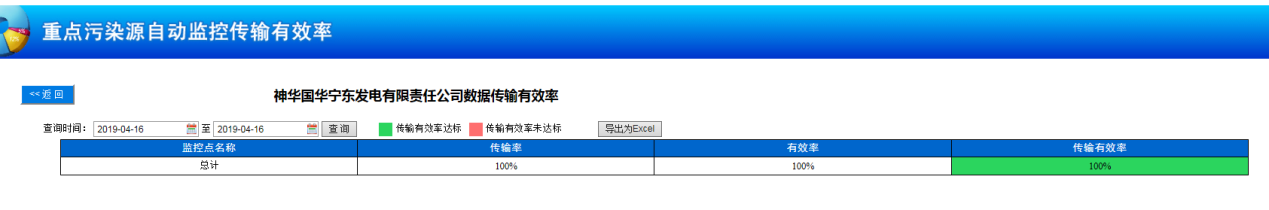 重点污染源自动监控传输有效率
<<返回
神华国华宁东发电有限责任公司数据传输有效率
查询时间： 2019-04-16 至 2019-04-16 查询 传输有效率达标 传输有效率未达标 导出为Excel
监控点名称 传输率 有效率 传输有效率
总计 100% 100% 100%